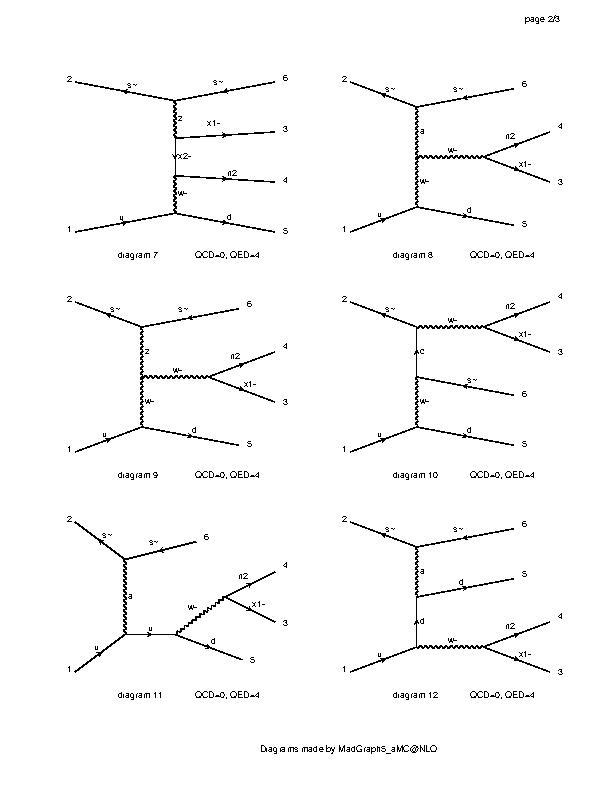 page 2/3
2 s~ s~ 6
z
x1- 3
x2-
n2 4
w-
1 u d 5
diagram 7 QCD=0, QED=4
2 s~ s~ 6
a
n2 4
w-
x1- 3
w-
1 u d 5
diagram 8 QCD=0, QED=4
2 s~ s~ 6
z
n2 4
w-
x1- 3
w-
1 u d 5
diagram 9 QCD=0, QED=4
2 s~ n2 4
w-
x1- 3
c
s~ 6
w-
1 u d 5
diagram 10 QCD=0, QED=4
2 s~ s~ 6
n2 4
a w- x1- 3
u
1 u d 5
diagram 11 QCD=0, QED=4
2 s~ s~ 6
a
d 5
d
n2 4
w-
1 u x1- 3
diagram 12 QCD=0, QED=4
Diagrams made by MadGraph5_aMC@NLO